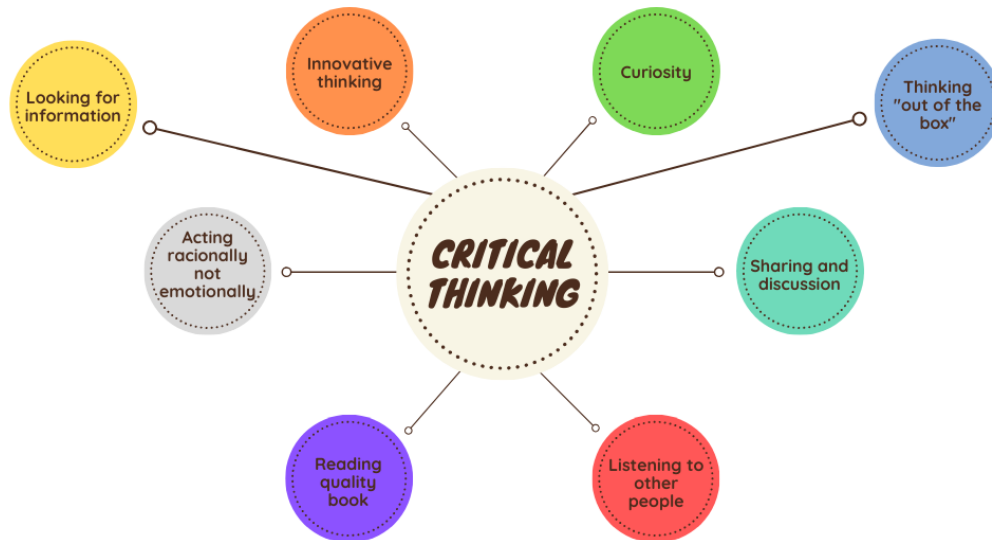 Looking for
information
Innovative
thinking
Curiosity
Thinking
"out of the
box"
Acting
racionally
not
emotionally
CRITICAL
THINKING
Sharing and
discussion
Reading
quality
book
Listening to
other
people